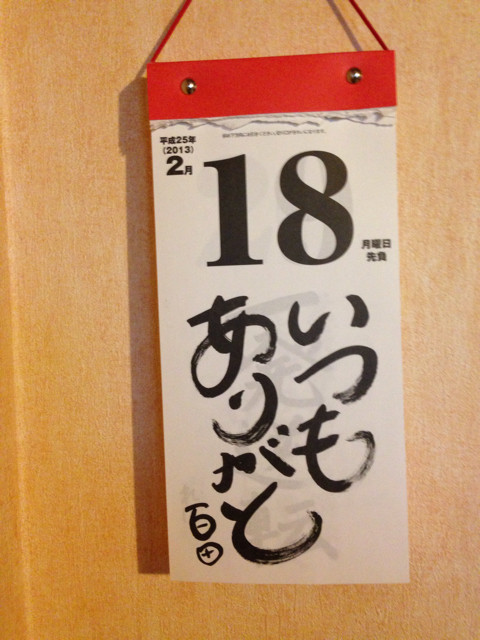 平成25年
(2013)
2月
18
月曜日
先負
いつも
ありがと
百田